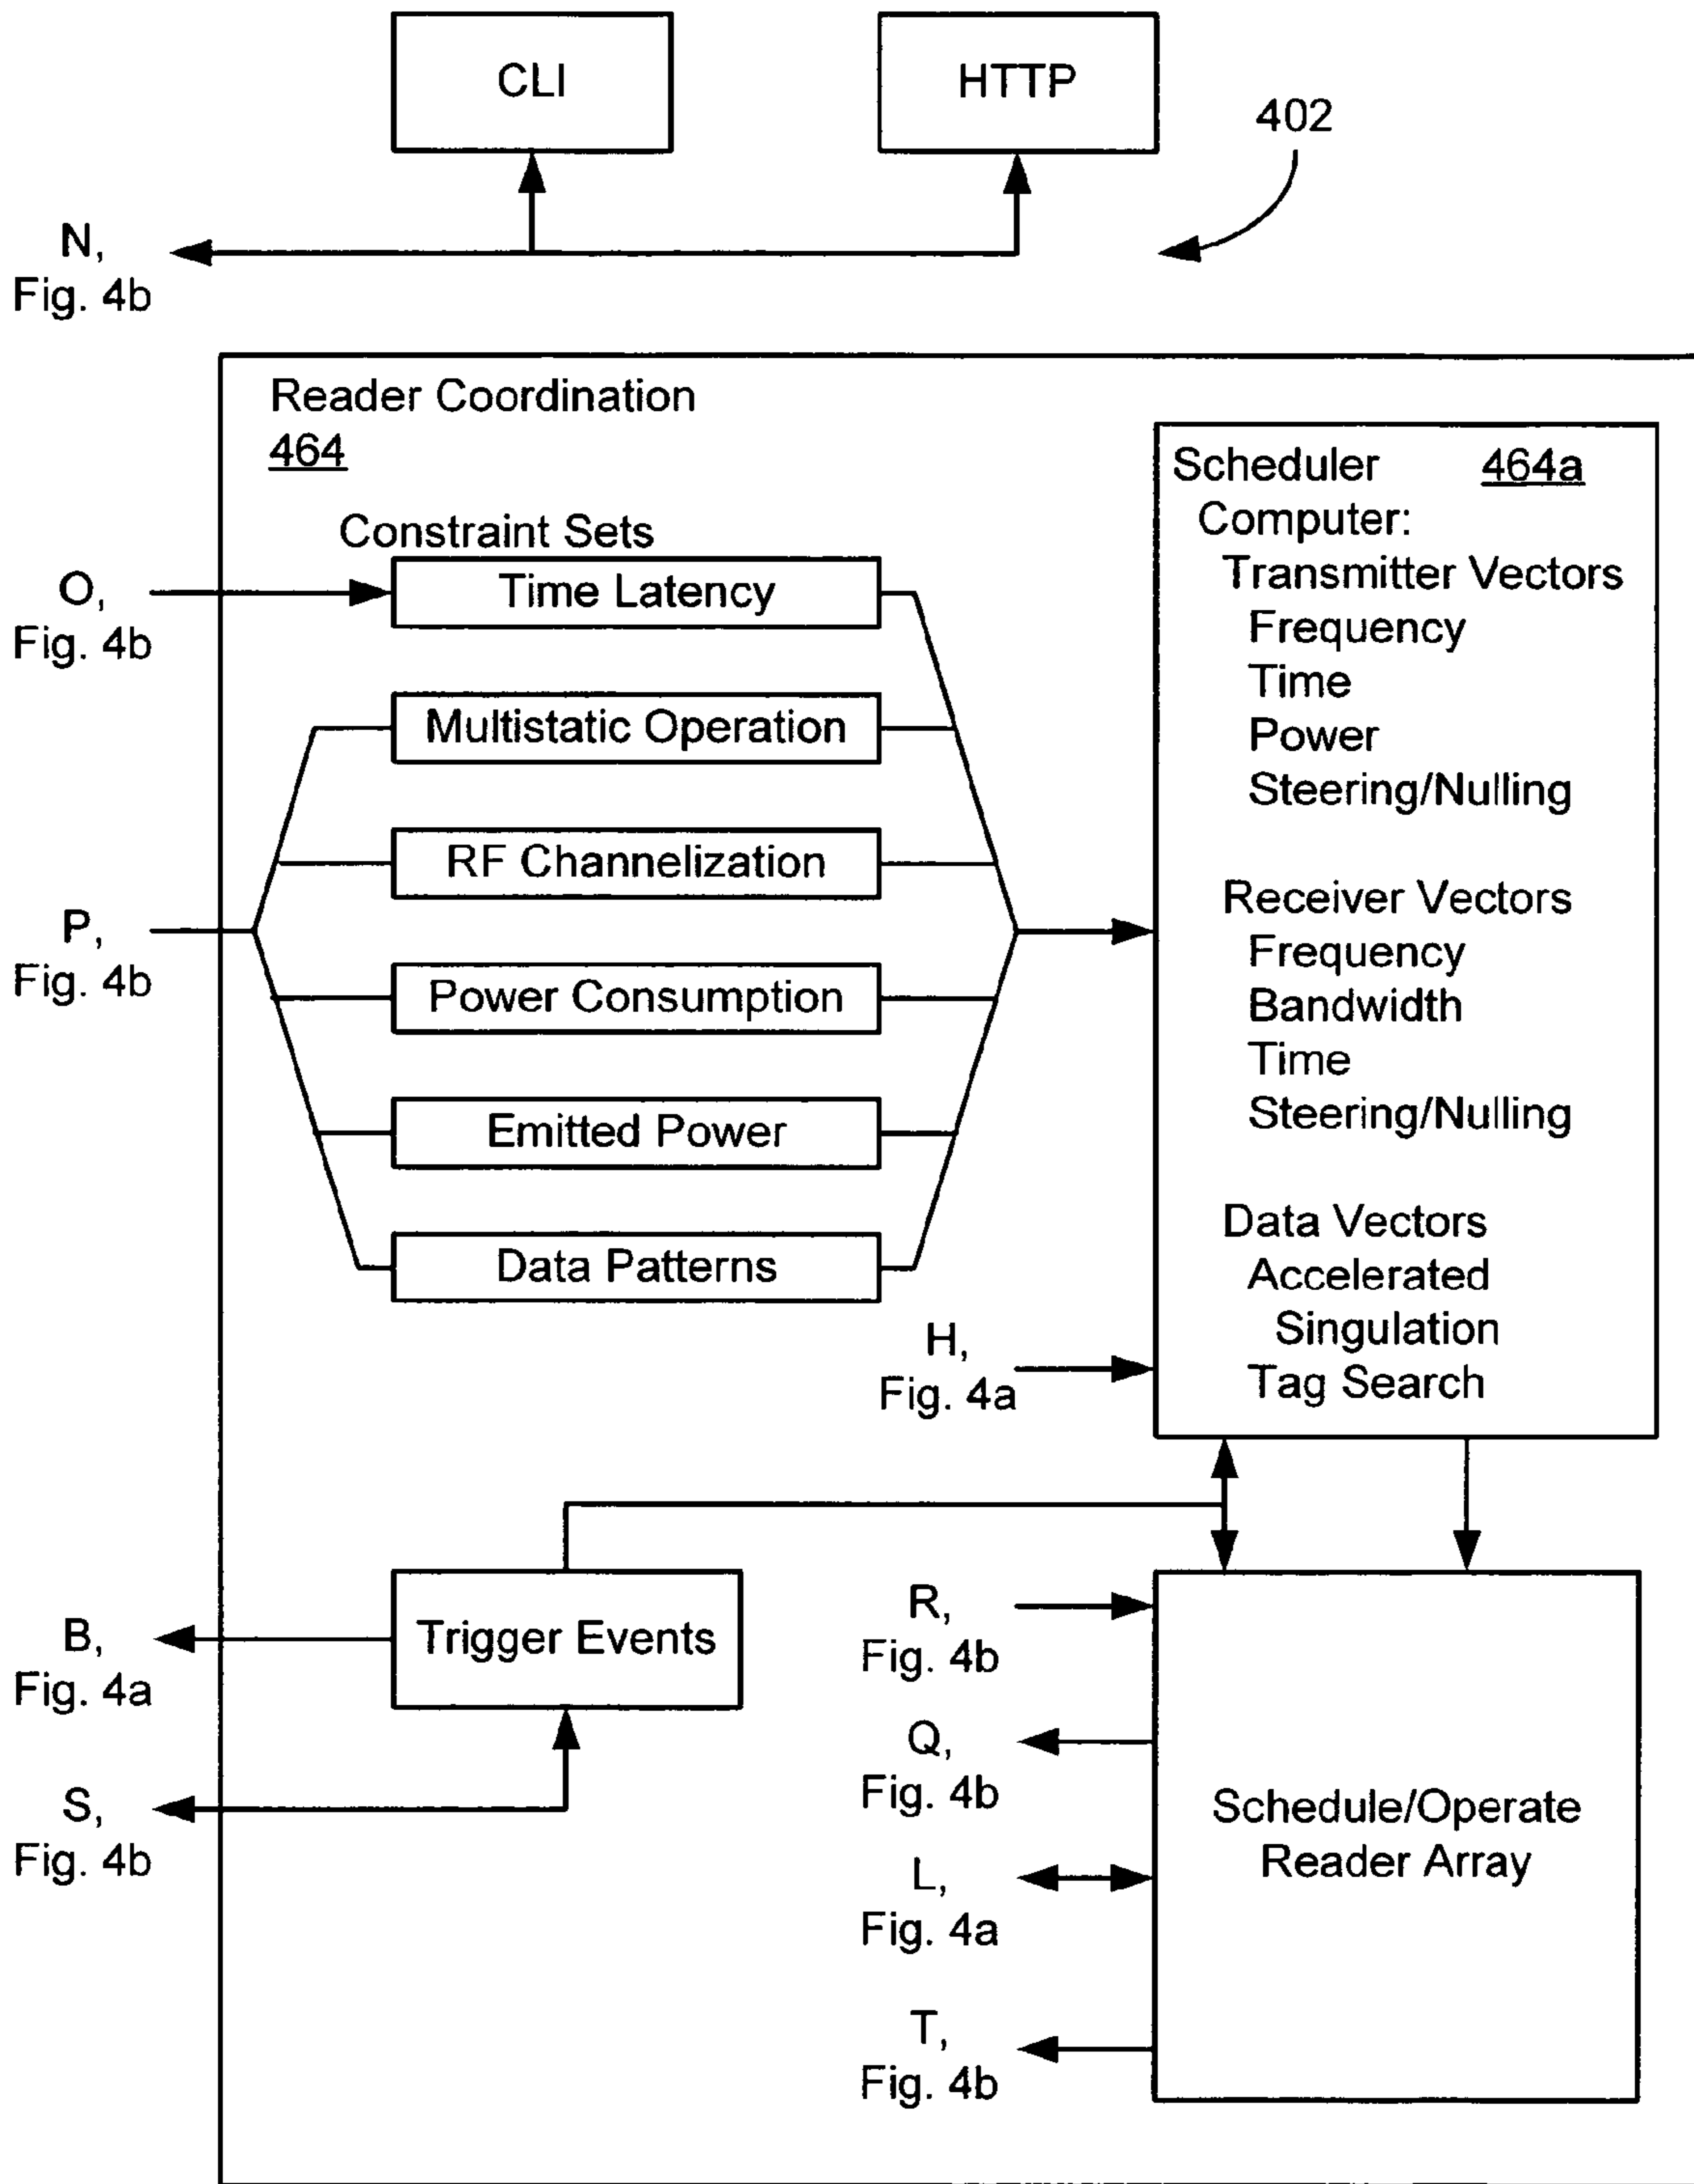 CLI
HTTP
402
N,
Fig. 4b
Reader Coordination
464
Constraint Sets
O,
Fig. 4b
Time Latency
Multistatic Operation
RF Channelization
P,
Fig. 4b
Power Consumption
Emitted Power
Data Patterns
Scheduler 464a
Computer:
Transmitter Vectors
Frequency
Time
Power
Steering/Nulling
Receiver Vectors
Frequency
Bandwidth
Time
Steering/Nulling
Data Vectors
Accelerated
Singulation
Tag Search
H,
Fig. 4a
B,
Fig. 4a
Trigger Events
S,
Fig. 4b
R,
Fig. 4b
Q,
Fig. 4b
L,
Fig. 4a
T,
Fig. 4b
Schedule/Operate
Reader Array